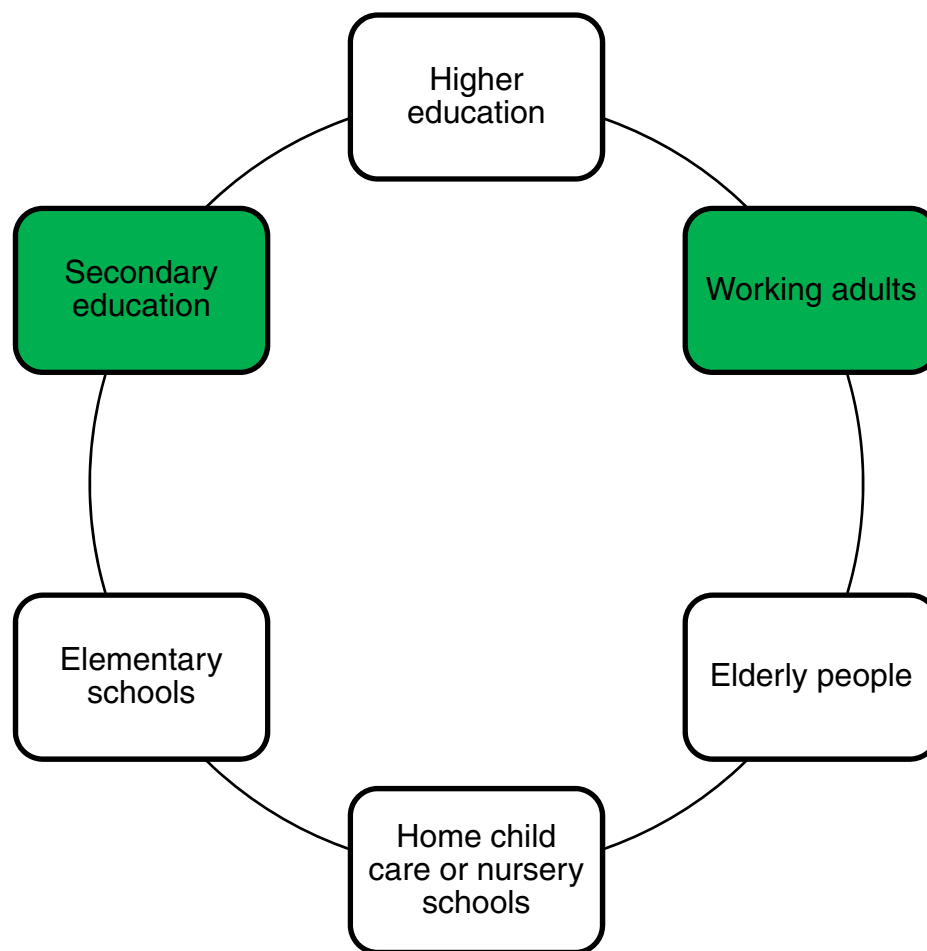 Higher
education
Secondary
education
Working adults
Elementary
schools
Elderly people
Home child
care or nursery
schools